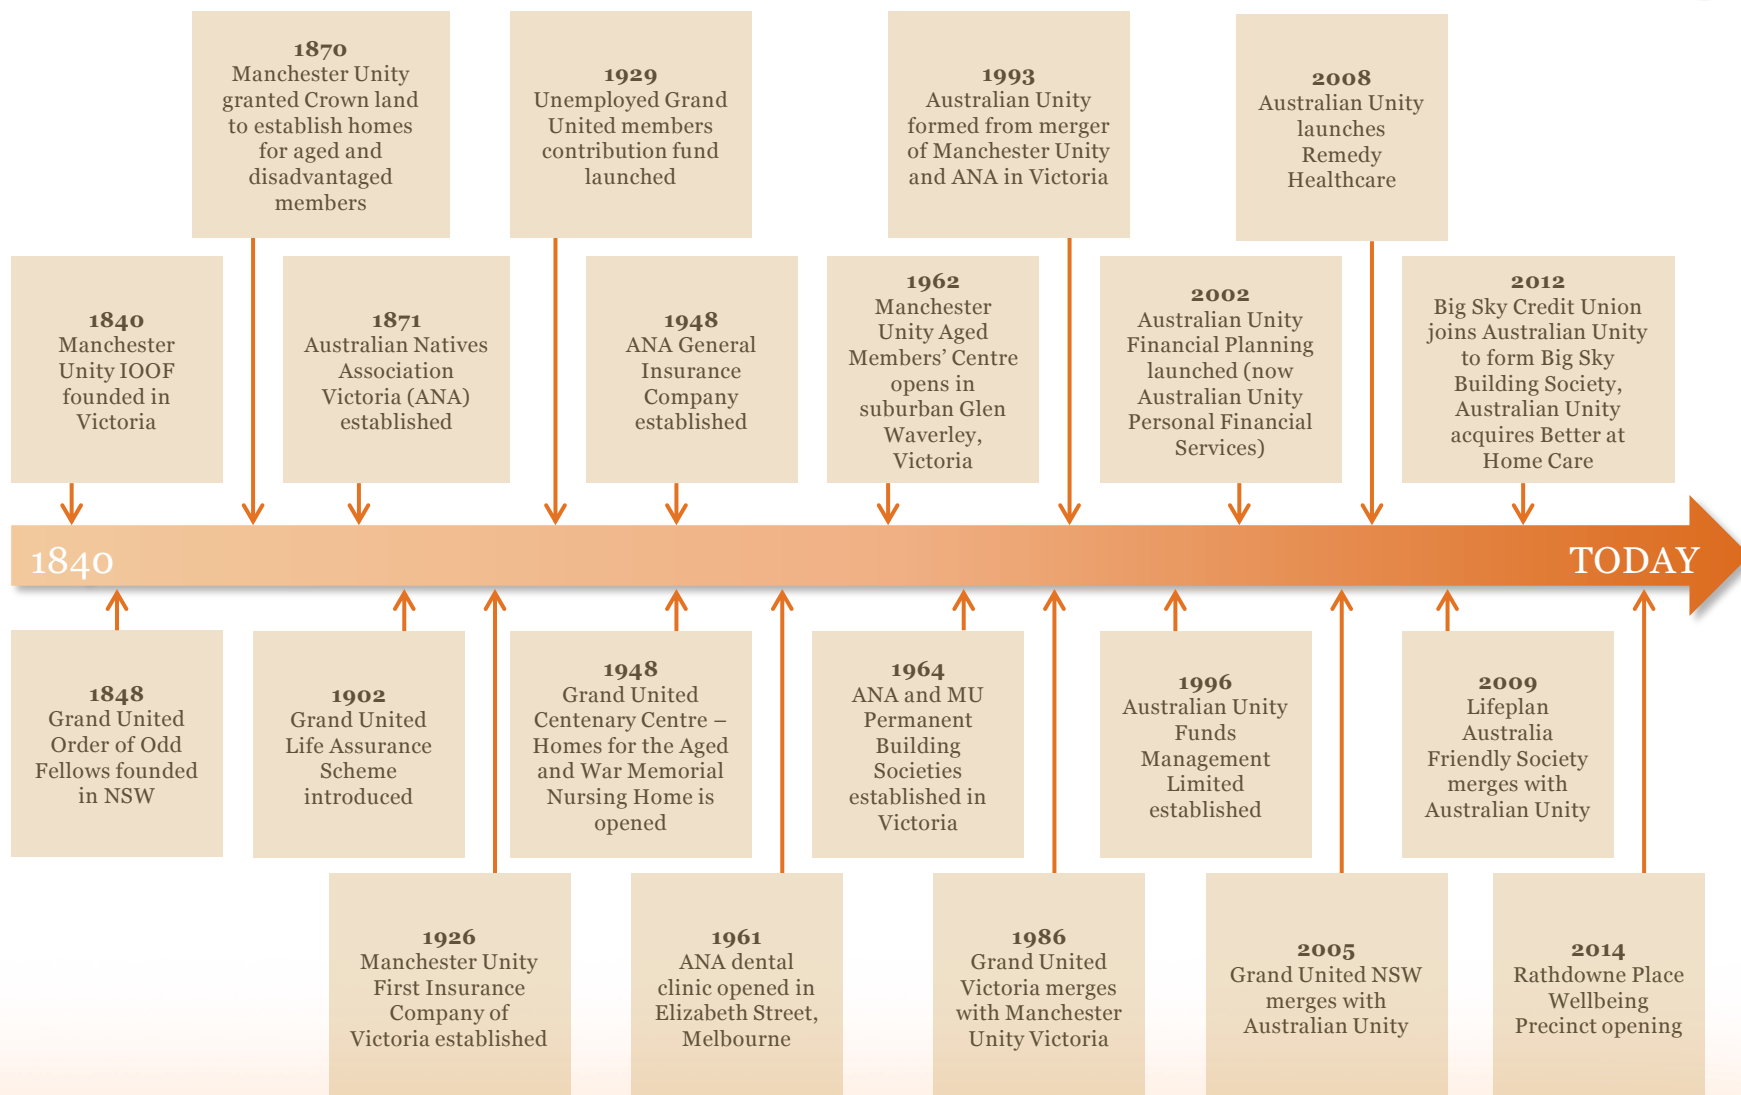 1870
Manchester Unity
granted Crown land
to establish homes
for aged and
disadvantaged
members
1929
Unemployed Grand
United members
contribution fund
launched
1993
Australian Unity
formed from merger
of Manchester Unity
and ANA in Victoria
2008
Australian Unity
launches
Remedy
Healthcare
1840
Manchester
Unity IOOF
founded in
Victoria
1871
Australian Natives
Association
Victoria (ANA)
established
1948
ANA General
Insurance
Company
established
1962
Manchester
Unity Aged
Members’ Centre
opens in
suburban Glen
Waverley,
Victoria
2002
Australian Unity
Financial Planning
launched (now
Australian Unity
Personal Financial
Services)
2012
Big Sky Credit Union
joins Australian Unity
to form Big Sky
Building Society,
Australian Unity
acquires Better at
Home Care
1840
TODAY
1848
Grand United
Order of Odd
Fellows founded
in NSW
1902
Grand United
Life Assurance
Scheme
introduced
1948
Grand United
Centenary Centre –
Homes for the Aged
and War Memorial
Nursing Home is
opened
1964
ANA and MU
Permanent
Building
Societies
established in
Victoria
1996
Australian Unity
Funds
Management
Limited
established
2009
Lifeplan
Australia
Friendly Society
merges with
Australian Unity
1926
Manchester Unity
First Insurance
Company of
Victoria established
1961
ANA dental
clinic opened in
Elizabeth Street,
Melbourne
1986
Grand United
Victoria merges
with Manchester
Unity Victoria
2005
Grand United NSW
merges with
Australian Unity
2014
Rathdowne Place
Wellbeing
Precinct opening